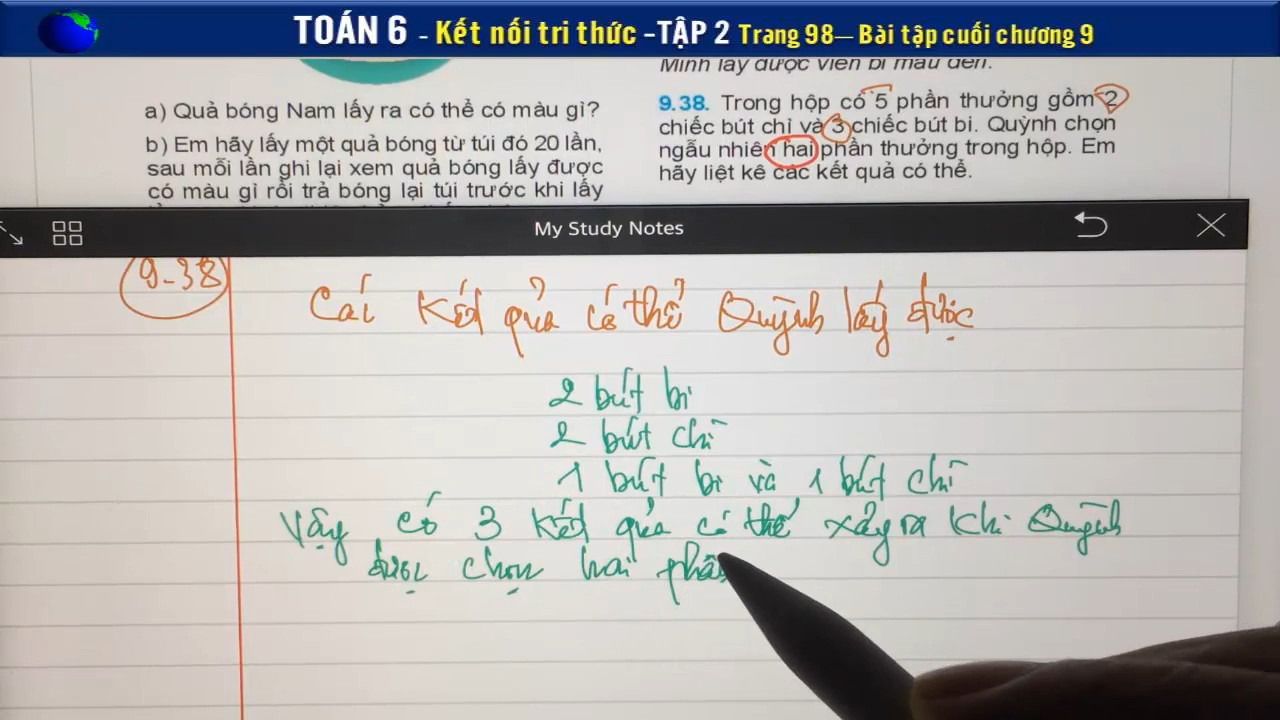 TOÁN 6 - Kết nối tri thức -TẬP 2 Trang 98— Bài tập cuối chương 9
a) Quả bóng Nam lấy ra có thể có màu gì?
b) Em hãy lấy một quả bóng từ túi đó 20 lần,
sau mỗi lần ghi lại xem quả bóng lấy được
có màu gì rồi trả bóng lại túi trước khi lấy
Minh lấy được viên bi màu đen.
9.38. Trong hộp có 5 phần thưởng gồm 2
chiếc bút chì và 3 chiếc bút bi. Quỳnh chọn
ngẫu nhiên hai phần thưởng trong hộp. Em
hãy liệt kê các kết quả có thể.
My Study Notes
9-38
Các kết quả có thể Quỳnh lấy được
2 bút bi
2 bút chì
1 bút bi và 1 bút chì
Vậy có 3 kết quả có thể xảy ra khi Quỳnh
được chọn hai phần